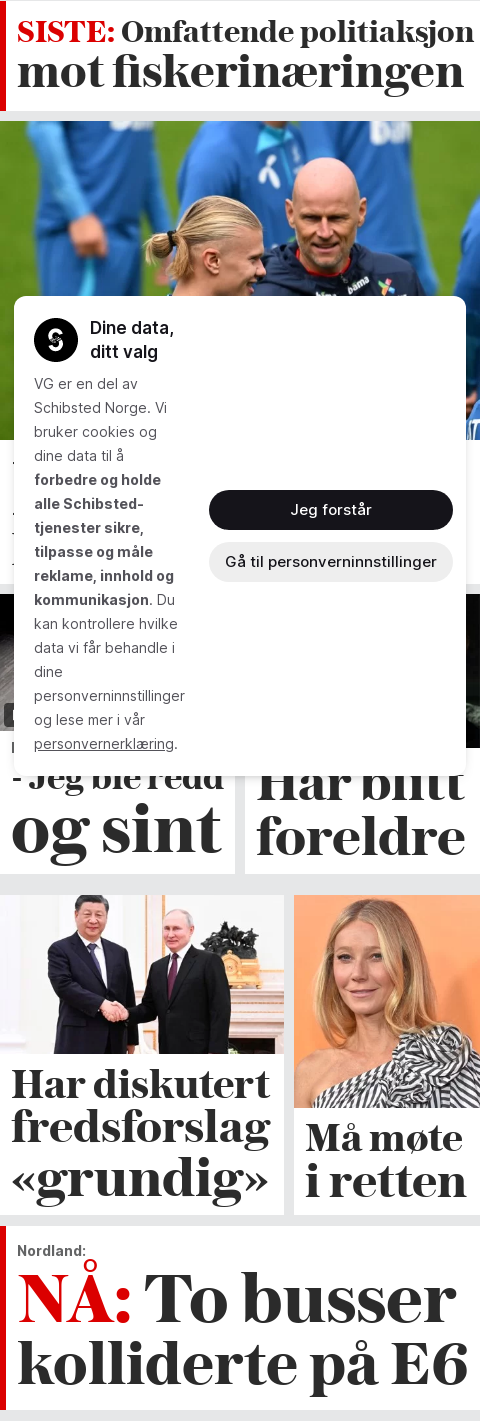 SISTE: Omfattende politiaksjon
mot fiskerinæringen
Dine data,
ditt valg
VG er en del av
Schibsted Norge. Vi
bruker cookies og
dine data til å
forbedre og holde
alle Schibsted-
tjenester sikre,
tilpasse og måle
reklame, innhold og
kommunikasjon. Du
kan kontrollere hvilke
data vi får behandle i
dine
personverninnstillinger
og lese mer i vår
personvernerklæring.
Jeg forstår
Gå til personverninnstillinger
- Jeg ble redd
og sint
Har blitt
foreldre
Har diskutert
fredsforslag
«grundig»
Må møte
i retten
Nordland:
NÅ: To busser
kolliderte på E6